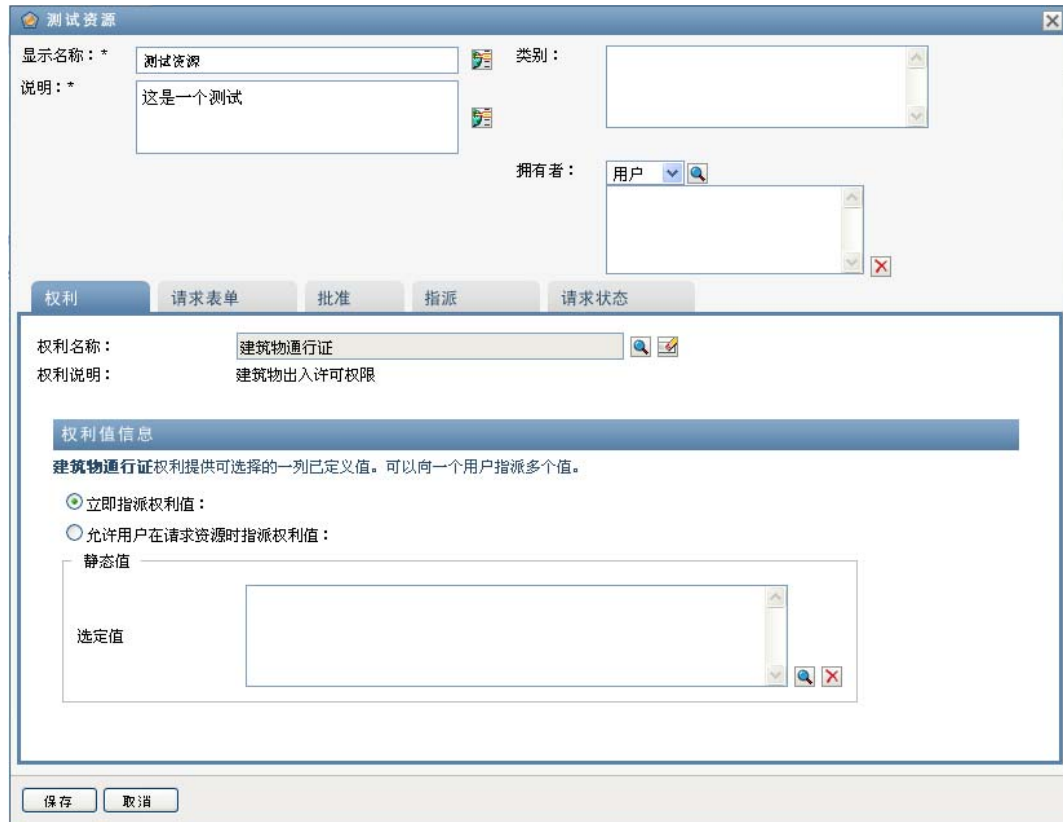 测试资源
显示名称：*
测试资源
类别：
说明：*
这是一个测试
拥有者：
用户
权利
请求表单
批准
指派
请求状态
权利名称：
建筑物通行证
权利说明：
建筑物出入许可权限
权利值信息
建筑物通行证权利提供可选择的一列已定义值。可以向一个用户指派多个值。
立即指派权利值：
允许用户在请求资源时指派权利值：
静态值
选定值
保存
取消